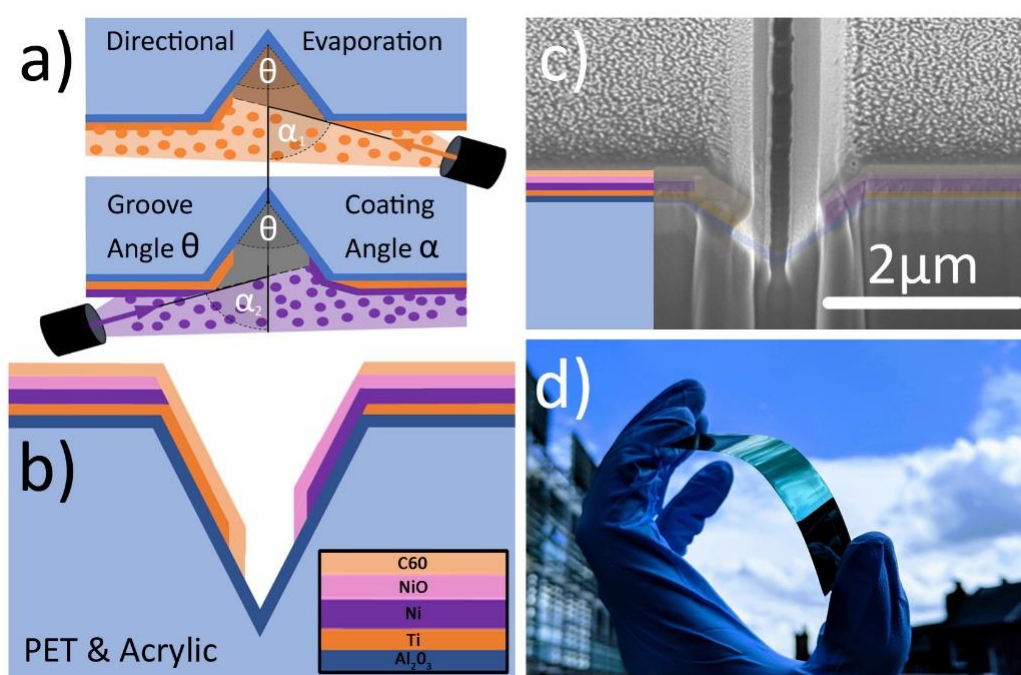 a)
Directional
Evaporation
θ
α₁
Groove
Angle θ
θ
Coating
Angle α
α₂
b)
C60
NiO
Ni
Ti
Al₂O₃
PET & Acrylic
c)
2μm
d)